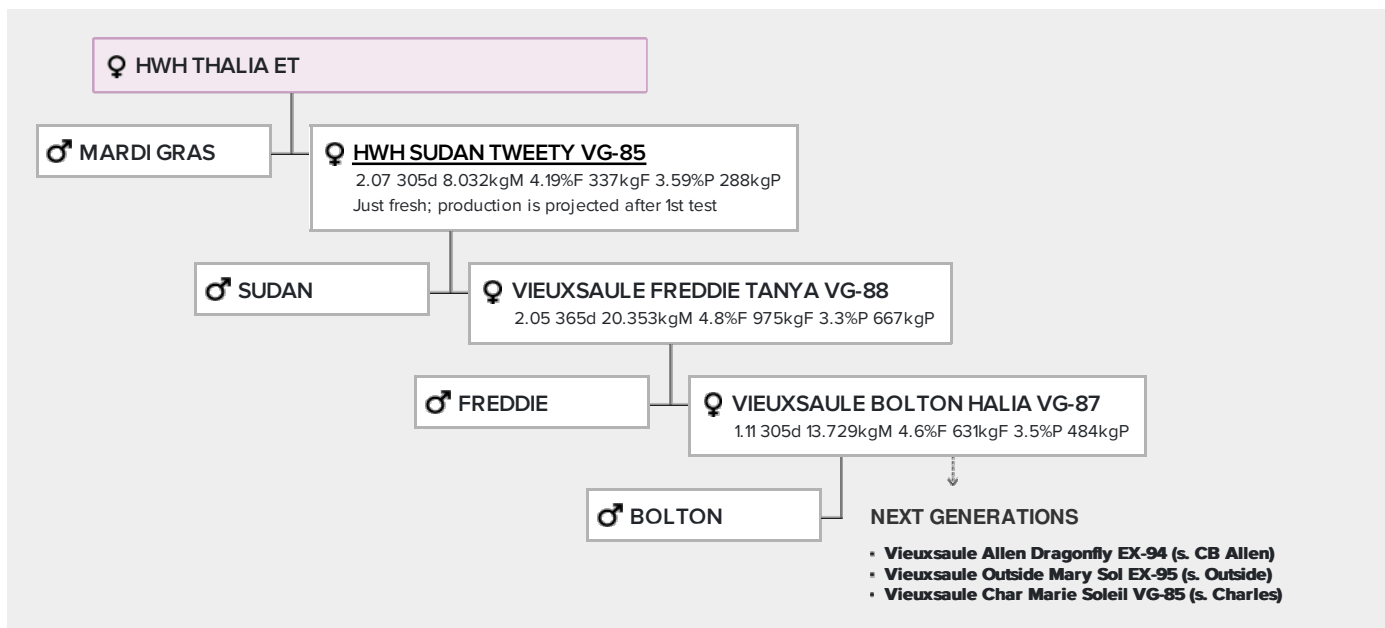 ♀ HWH THALIA ET
♂ MARDI GRAS
♀ HWH SUDAN TWEETY VG-85
2.07 305d 8.032kgM 4.19%F 337kgF 3.59%P 288kgP
Just fresh; production is projected after 1st test
♂ SUDAN
♀ VIEUXSAULE FREDDIE TANYA VG-88
2.05 365d 20.353kgM 4.8%F 975kgF 3.3%P 667kgP
♂ FREDDIE
♀ VIEUXSAULE BOLTON HALIA VG-87
1.11 305d 13.729kgM 4.6%F 631kgF 3.5%P 484kgP
♂ BOLTON
NEXT GENERATIONS
• Vieuxsaule Allen Dragonfly EX-94 (s. CB Allen)
• Vieuxsaule Outside Mary Sol EX-95 (s. Outside)
• Vieuxsaule Char Marie Soleil VG-85 (s. Charles)